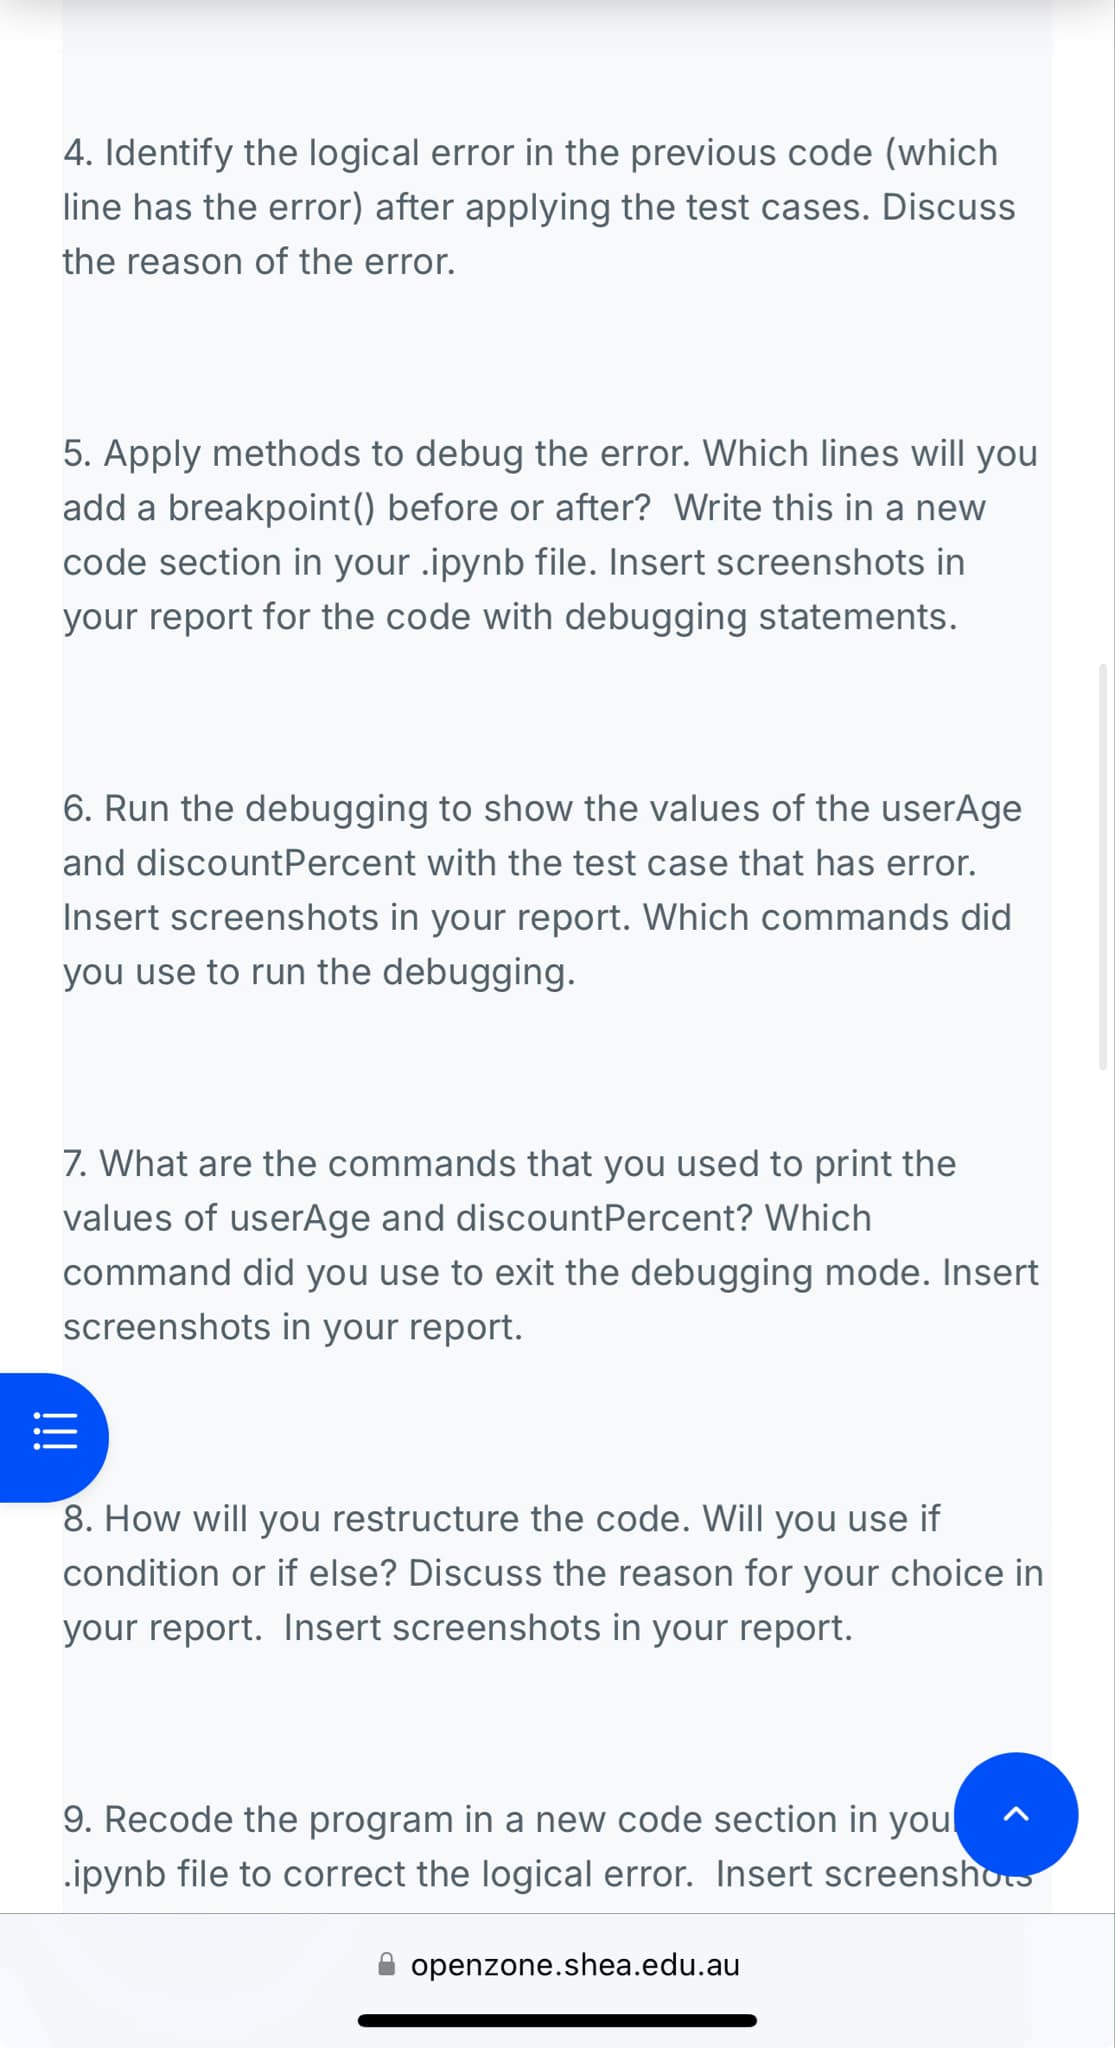 4. Identify the logical error in the previous code (which
line has the error) after applying the test cases. Discuss
the reason of the error.
5. Apply methods to debug the error. Which lines will you
add a breakpoint() before or after?  Write this in a new
code section in your .ipynb file. Insert screenshots in
your report for the code with debugging statements.
6. Run the debugging to show the values of the userAge
and discountPercent with the test case that has error.
Insert screenshots in your report. Which commands did
you use to run the debugging.
7. What are the commands that you used to print the
values of userAge and discountPercent? Which
command did you use to exit the debugging mode. Insert
screenshots in your report.
8. How will you restructure the code. Will you use if
condition or if else? Discuss the reason for your choice in
your report.  Insert screenshots in your report.
9. Recode the program in a new code section in your
.ipynb file to correct the logical error.  Insert screenshots
openzone.shea.edu.au